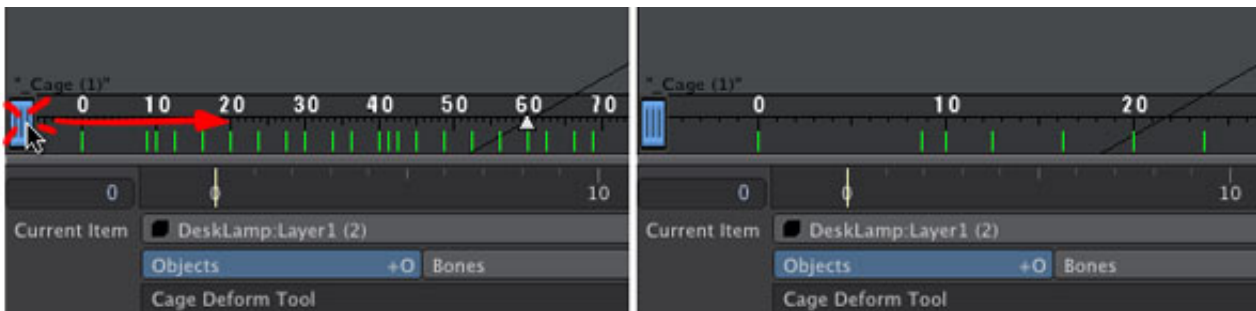 "_Cage (1)"
0 10 20 30 40 50 60 70
0 0 10
Current Item DeskLamp:Layer1 (2)
Objects +O Bones
Cage Deform Tool
"_Cage (1)"
0 10 20
0 0 10
Current Item DeskLamp:Layer1 (2)
Objects +O Bones
Cage Deform Tool